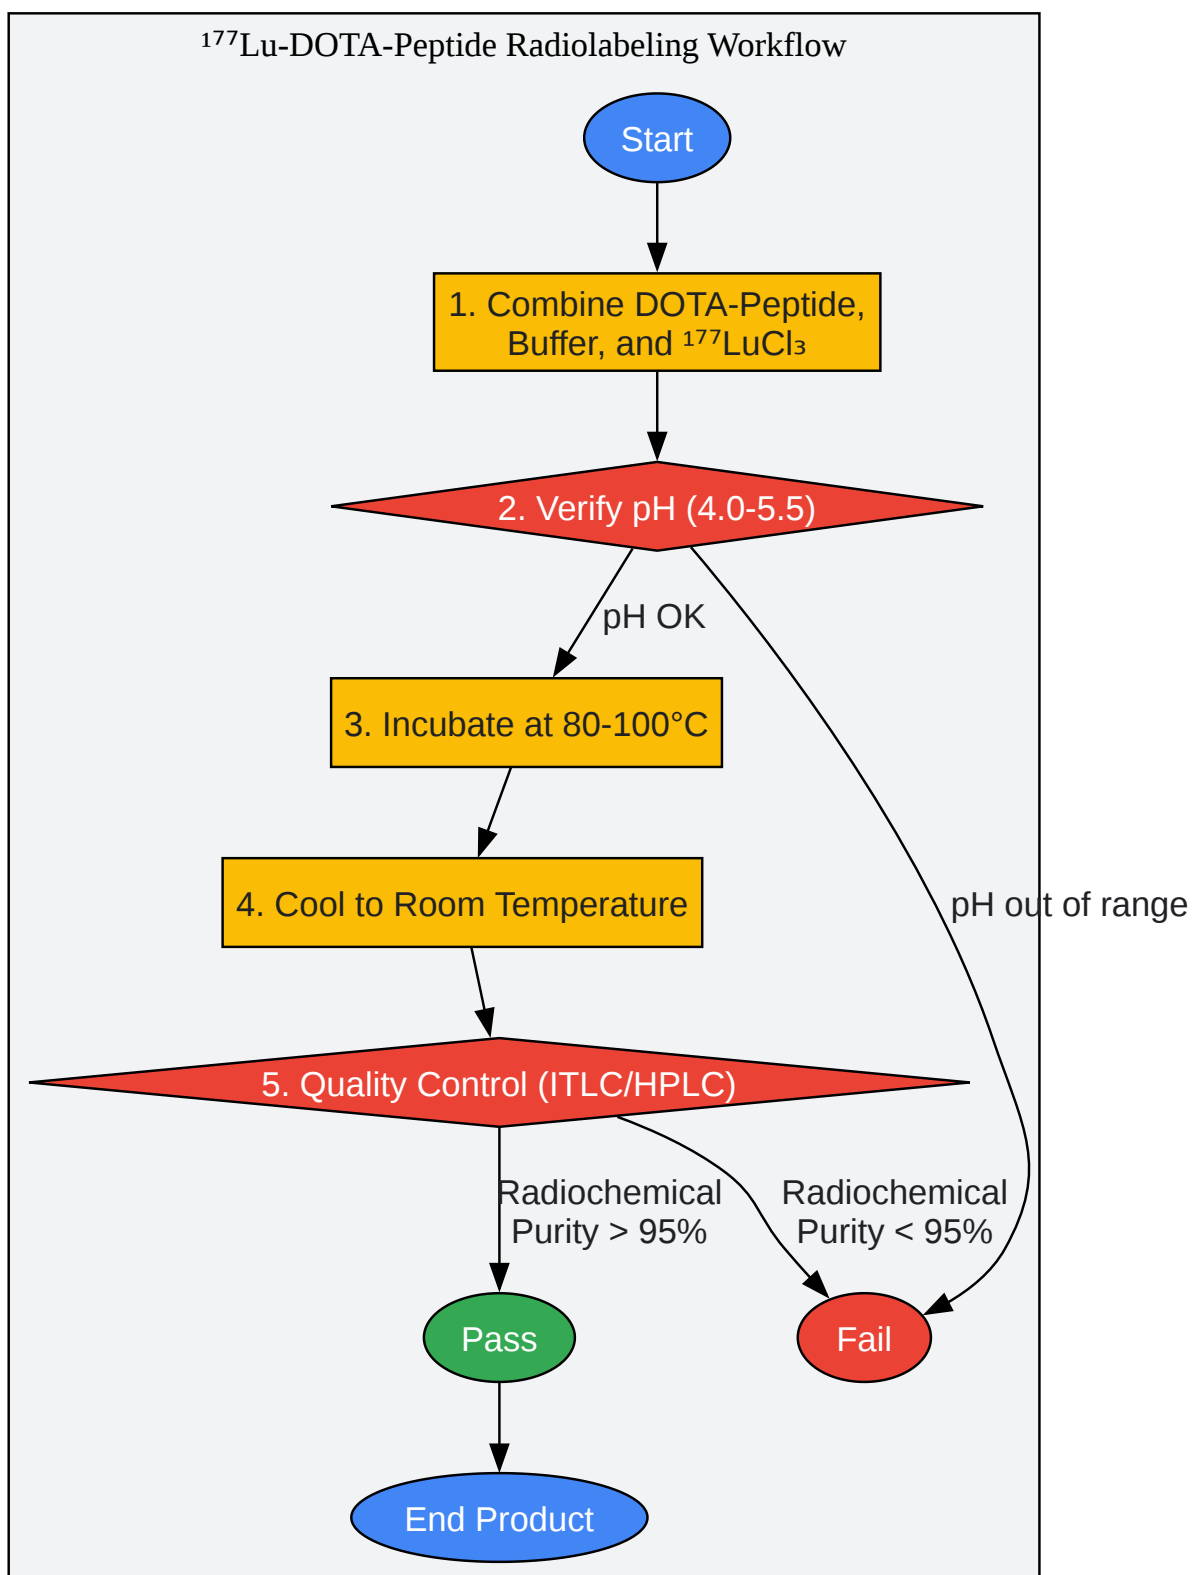 ¹⁷⁷Lu-DOTA-Peptide Radiolabeling Workflow
Start
1. Combine DOTA-Peptide,
Buffer, and ¹⁷⁷LuCl₃
2. Verify pH (4.0-5.5)
pH OK
3. Incubate at 80-100°C
4. Cool to Room Temperature
pH out of range
5. Quality Control (ITLC/HPLC)
Radiochemical
Purity > 95%
Radiochemical
Purity < 95%
Pass
Fail
End Product